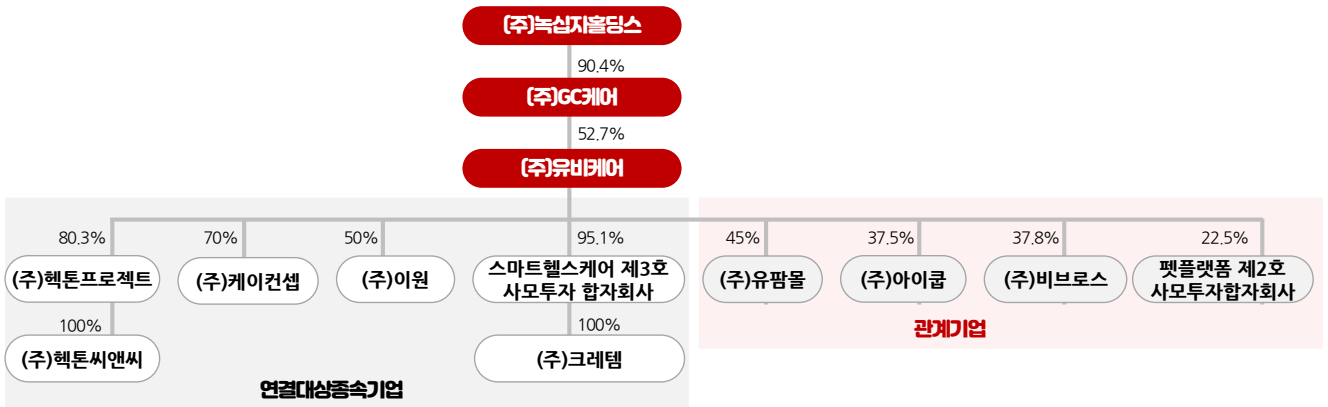 (주)녹십자홀딩스
90.4%
(주)GC케어
52.7%
(주)유비케어
80.3%
70%
50%
95.1%
45%
37.5%
37.8%
22.5%
(주)헥톤프로젝트
(주)케이컨셉
(주)이원
스마트헬스케어 제3호
사모투자 합자회사
(주)유팜몰
(주)아이쿱
(주)비브로스
펫플랫폼 제2호
사모투자합자회사
100%
100%
관계기업
(주)헥톤씨앤씨
(주)크레템
연결대상종속기업